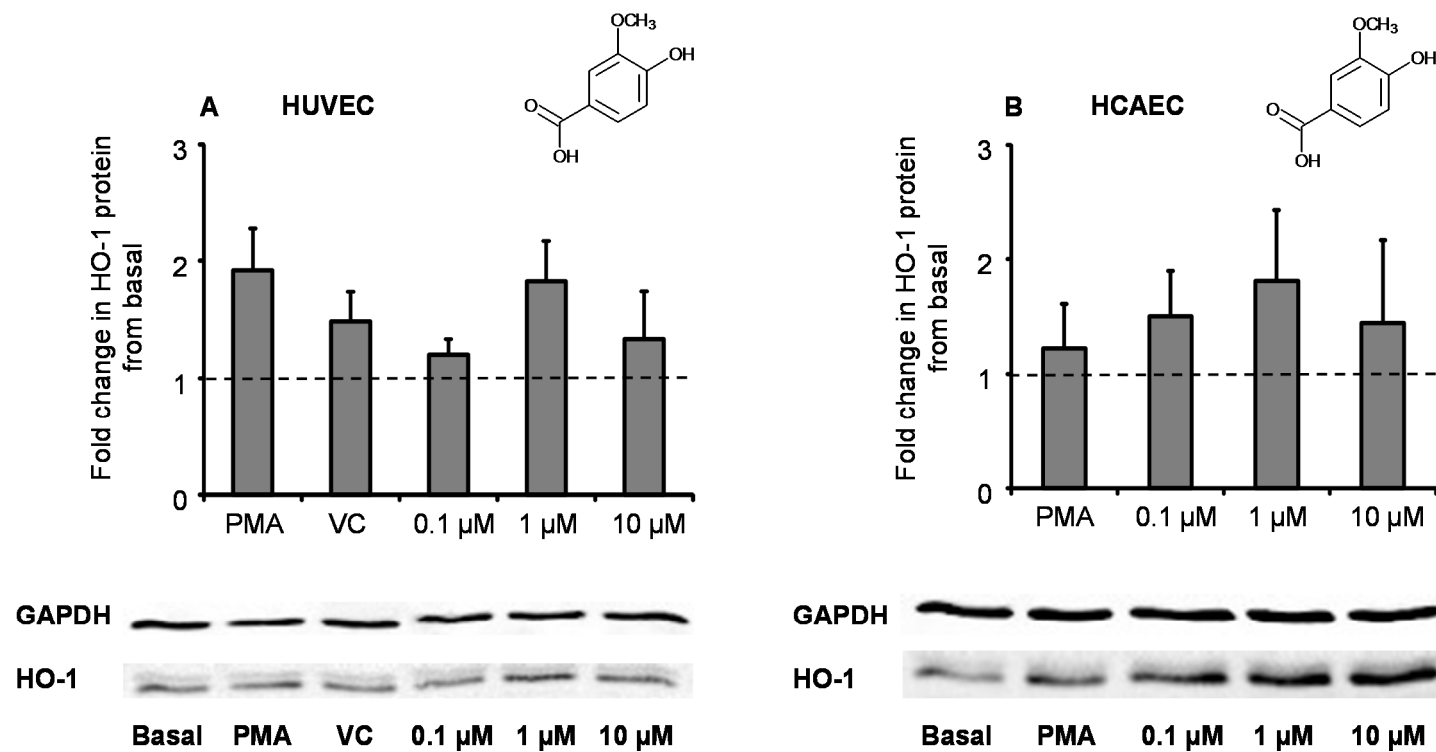 A HUVEC
OCH3
OH
O
OH
Fold change in HO-1 protein
from basal
3
2
1
0
PMA VC 0.1 µM 1 µM 10 µM
GAPDH
HO-1
Basal PMA VC 0.1 µM 1 µM 10 µM
B HCAEC
OCH3
OH
O
OH
Fold change in HO-1 protein
from basal
3
2
1
0
PMA 0.1 µM 1 µM 10 µM
GAPDH
HO-1
Basal PMA 0.1 µM 1 µM 10 µM